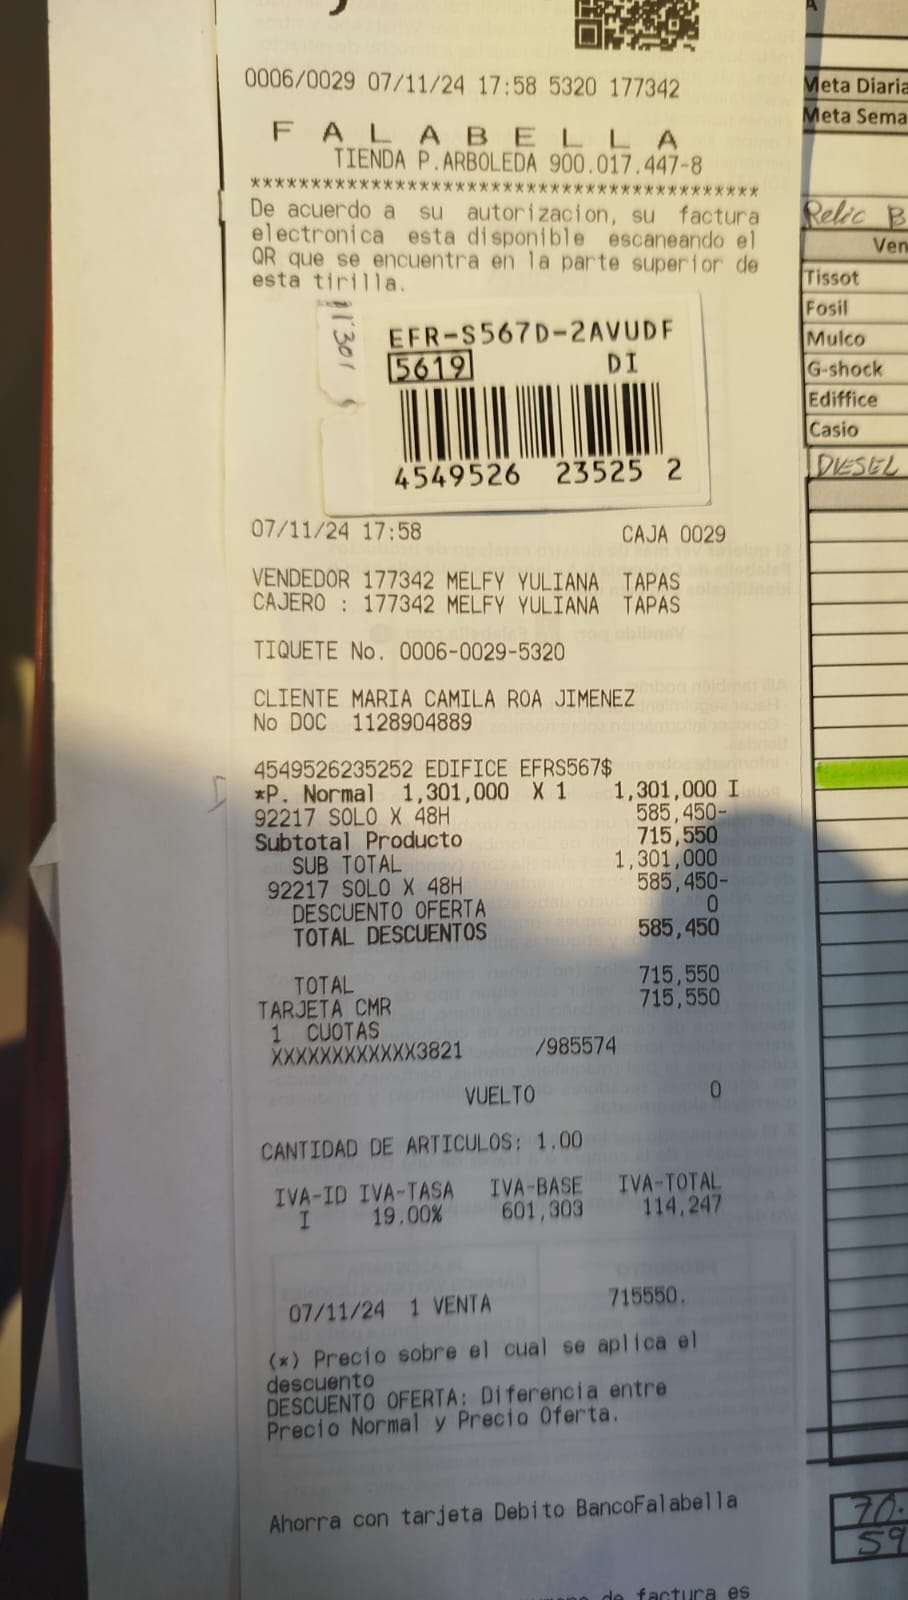 0006/0029 07/11/24 17:58 5320 177342
F A L A B E L L A
TIENDA P.ARBOLEDA 900.017.447-8
******************************************
De acuerdo a su autorizacion, su factura
electronica esta disponible escaneando el
QR que se encuentra en la parte superior de
esta tirilla.
EFR-S567D-2AVUDF
5619 DI
4549526 23525 2
07/11/24 17:58 CAJA 0029
VENDEDOR 177342 MELFY YULIANA TAPAS
CAJERO : 177342 MELFY YULIANA TAPAS
TIQUETE No. 0006-0029-5320
CLIENTE MARIA CAMILA ROA JIMENEZ
No DOC 1128904889
4549526235252 EDIFICE EFRS567$
*P. Normal 1,301,000 X 1 1,301,000 I
92217 SOLO X 48H 585,450-
Subtotal Producto 715,550
SUB TOTAL 1,301,000
92217 SOLO X 48H 585,450-
DESCUENTO OFERTA 0
TOTAL DESCUENTOS 585,450
TOTAL 715,550
TARJETA CMR 715,550
1 CUOTAS
XXXXXXXXXXXX3821 /985574
VUELTO 0
CANTIDAD DE ARTICULOS: 1.00
IVA-ID IVA-TASA IVA-BASE IVA-TOTAL
I 19.00% 601,303 114,247
07/11/24 1 VENTA 715550.
(*) Precio sobre el cual se aplica el
descuento
DESCUENTO OFERTA: Diferencia entre
Precio Normal y Precio Oferta.
Ahorra con tarjeta Debito BancoFalabella
de factura es
Meta Diaria
Meta Sema
Relic B
Ven
Tissot
Fosil
Mulco
G-shock
Ediffice
Casio
DIESEL
70.
59